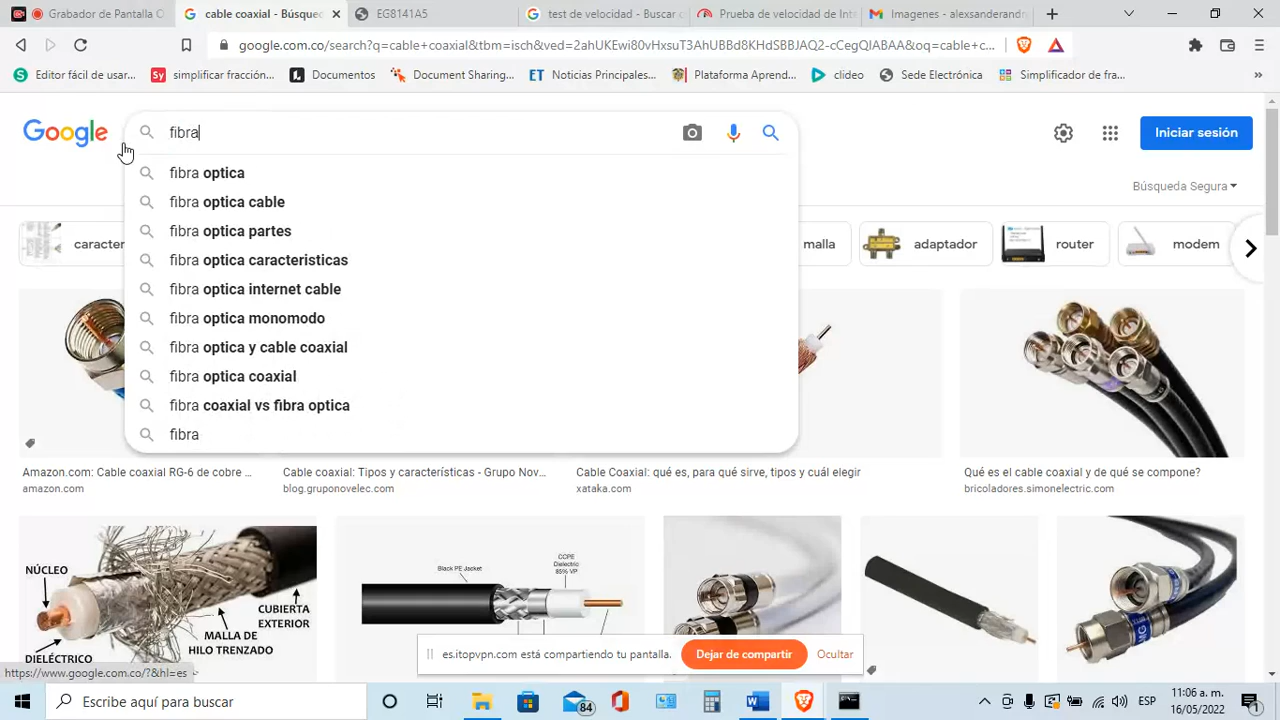 Grabador de Pantalla O
cable coaxial - Búsque
EG8141A5
test de velocidad - Buscar c
Prueba de velocidad de Inte
Imagenes - alexsanderandry
google.com.co/search?q=cable+coaxial&tbm=isch&ved=2ahUKEwi80vHxsuT3AhUBBd8KHdSBBJAQ2-cCegQIABAA&oq=cable+c...
Editor fácil de usar...
simplificar fracción...
Documentos
Document Sharing...
Noticias Principales...
Plataforma Aprend...
clideo
Sede Electrónica
Simplificador de fra...
»
Google
fibra
Iniciar sesión
fibra optica
fibra optica cable
fibra optica partes
fibra optica caracteristicas
fibra optica internet cable
fibra optica monomodo
fibra optica y cable coaxial
fibra optica coaxial
fibra coaxial vs fibra optica
fibra
Búsqueda Segura
caracter
malla
adaptador
router
modem
Amazon.com: Cable coaxial RG-6 de cobre ...
amazon.com
Cable coaxial: Tipos y características - Grupo Nov...
blog.gruponovelec.com
Cable Coaxial: qué es, para qué sirve, tipos y cuál elegir
xataka.com
Qué es el cable coaxial y de qué se compone?
bricoladores.simonelectric.com
NÚCLEO
DIELÉCTRICO
MALLA DE
HILO TRENZADO
CUBIERTA
EXTERIOR
Black PE Jacket
CCPE
Dielectric
85% VP
es.itopvpn.com está compartiendo tu pantalla.
Dejar de compartir
Ocultar
https://www.google.com.co/?&hl=es
Escribe aquí para buscar
84
ESP
11:06 a. m.
16/05/2022
1